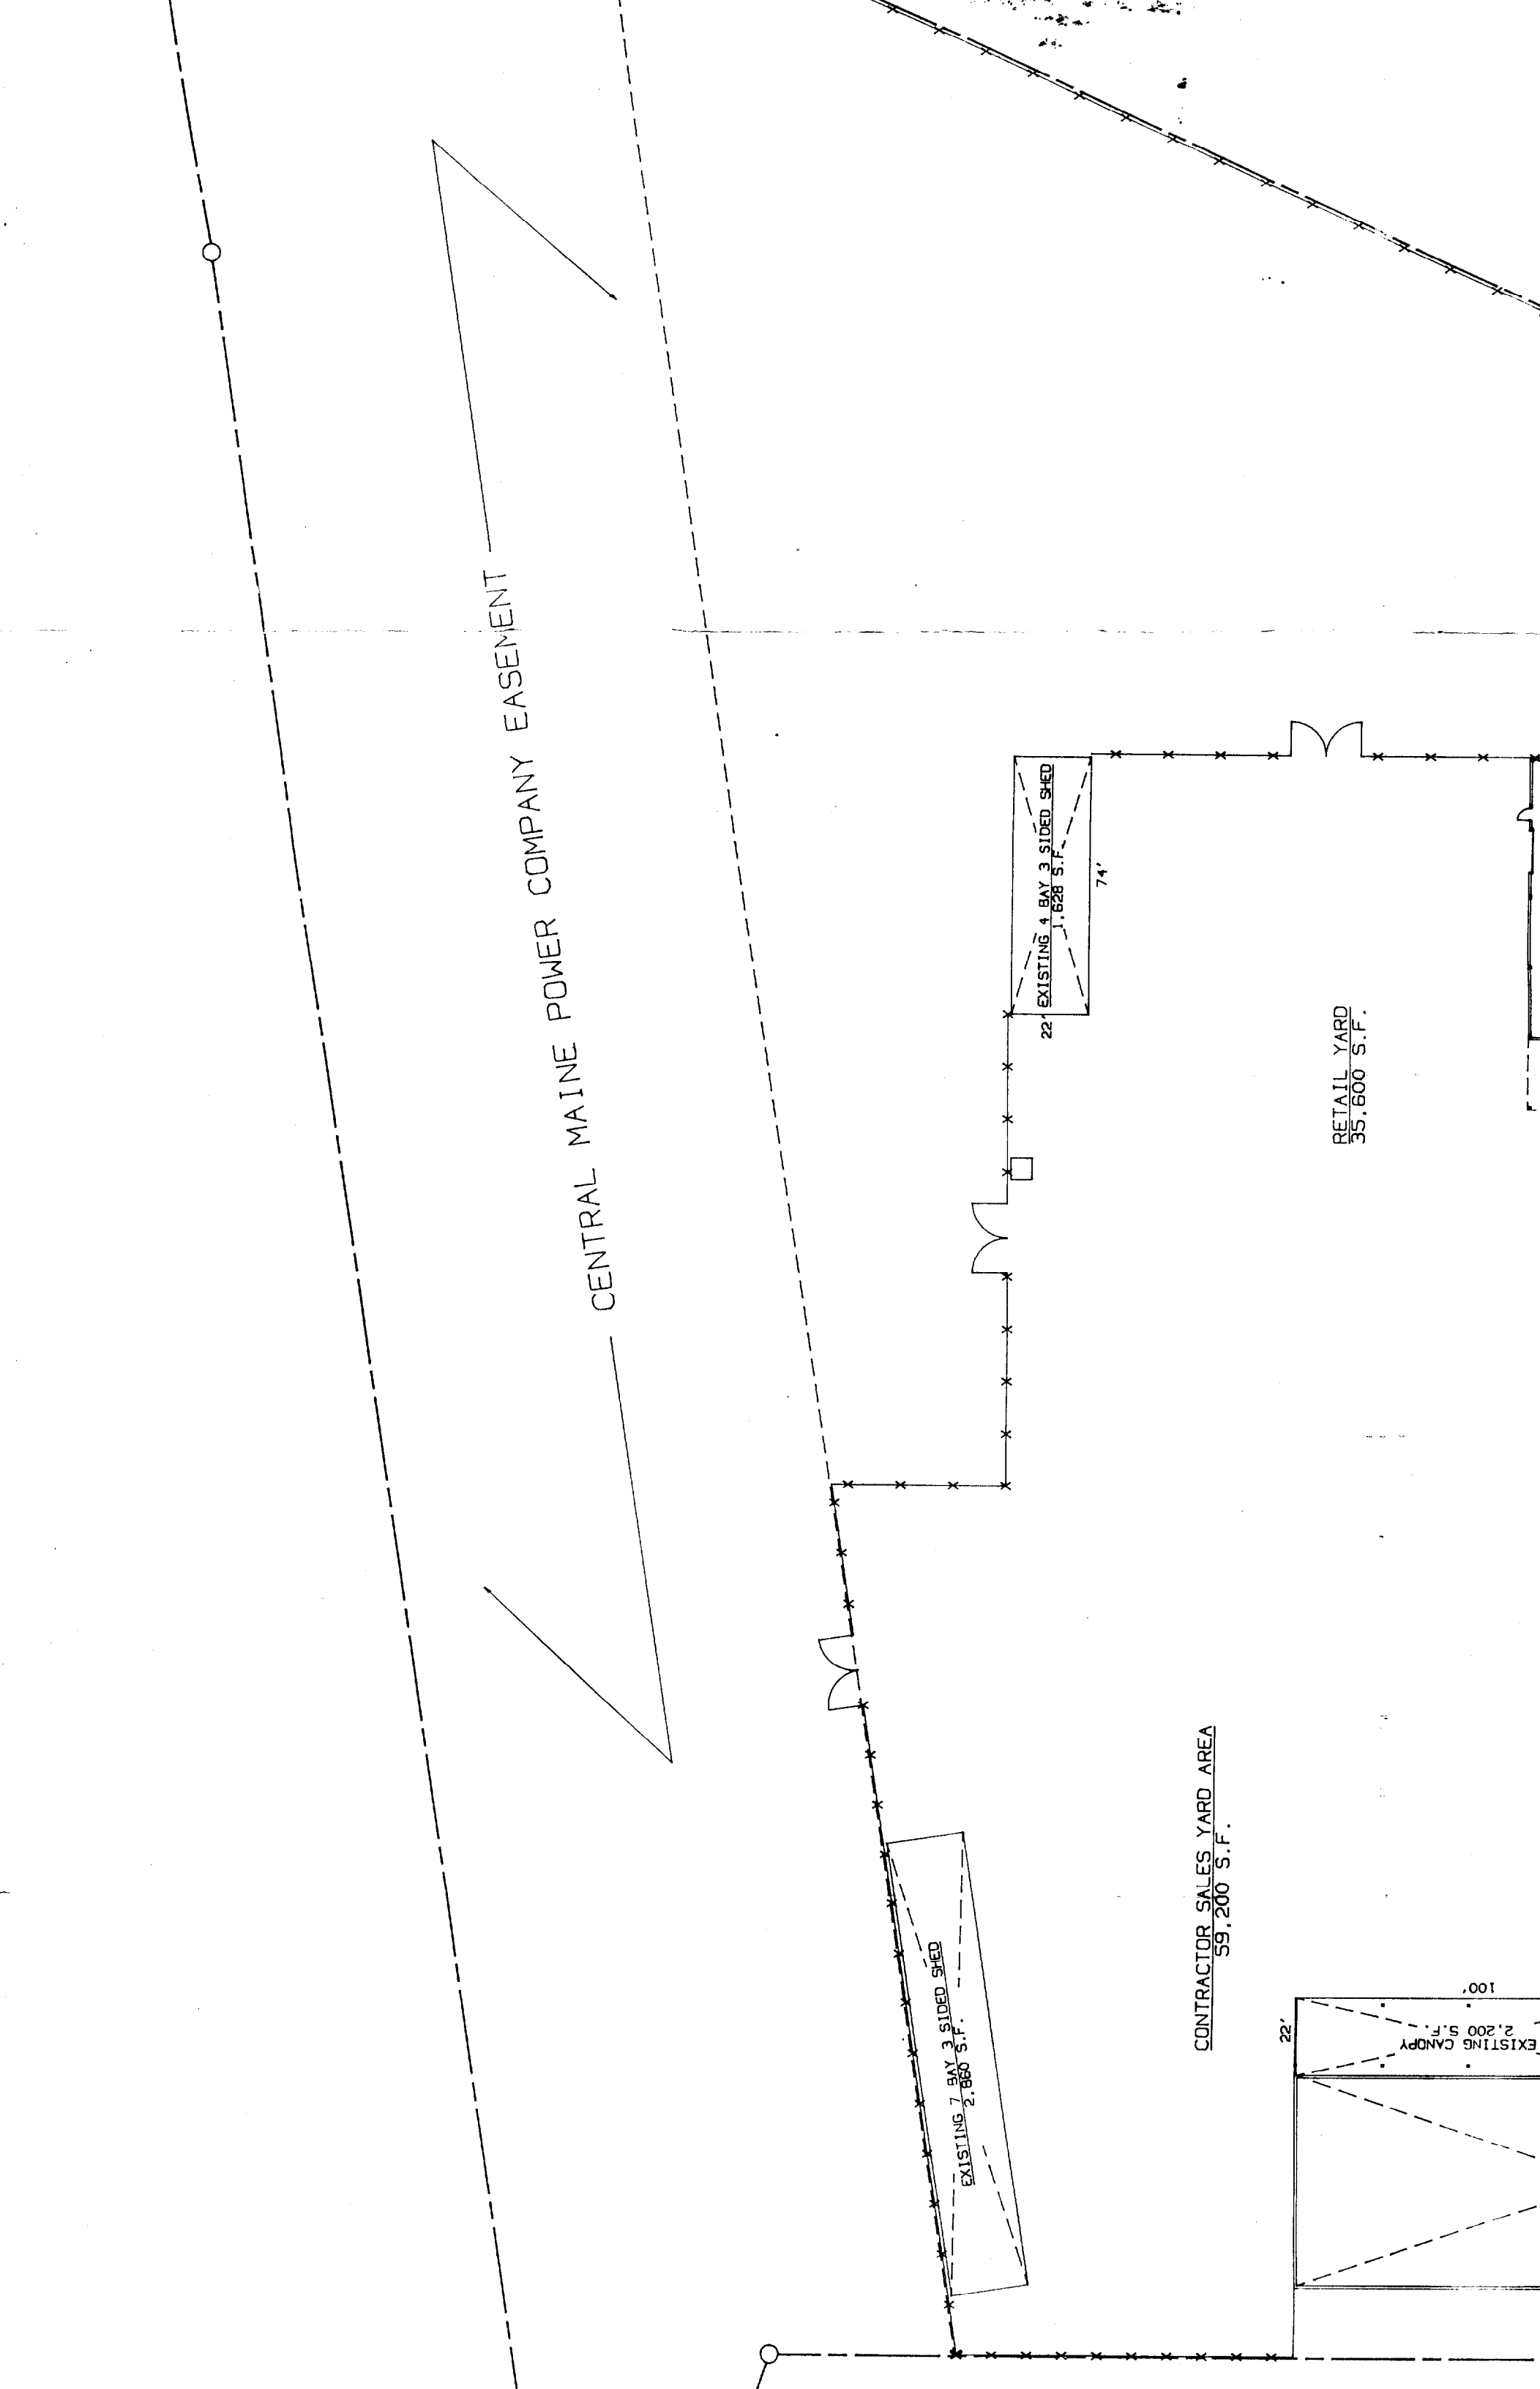 CENTRAL MAINE POWER COMPANY EASEMENT
EXISTING 4 BAY 3 SIDED SHED
1,628 S.F.
74'
22'
RETAIL YARD
35,600 S.F.
EXISTING 7 BAY 3 SIDED SHED
2,860 S.F.
CONTRACTOR SALES YARD AREA
59,200 S.F.
22'
100'
EXISTING CANOPY
2,200 S.F.